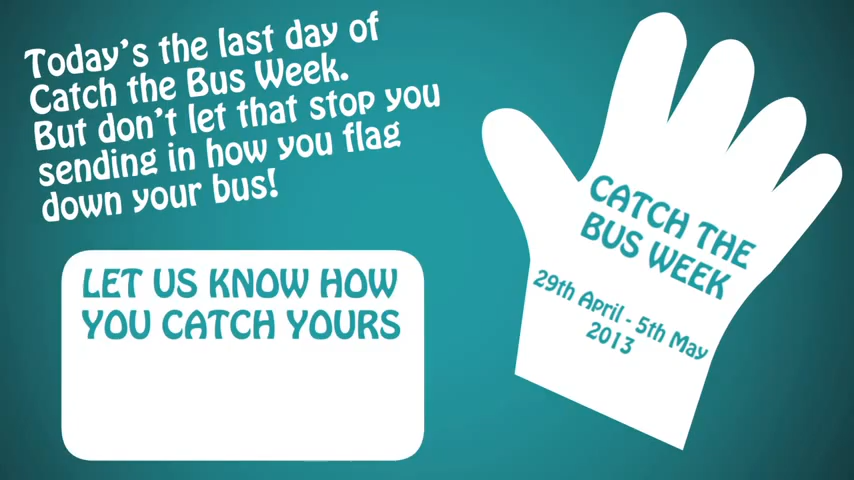 Today's the last day of
Catch the Bus Week.
But don't let that stop you
sending in how you flag
down your bus!
LET US KNOW HOW
YOU CATCH YOURS
CATCH THE
BUS WEEK
29th April - 5th May
2013